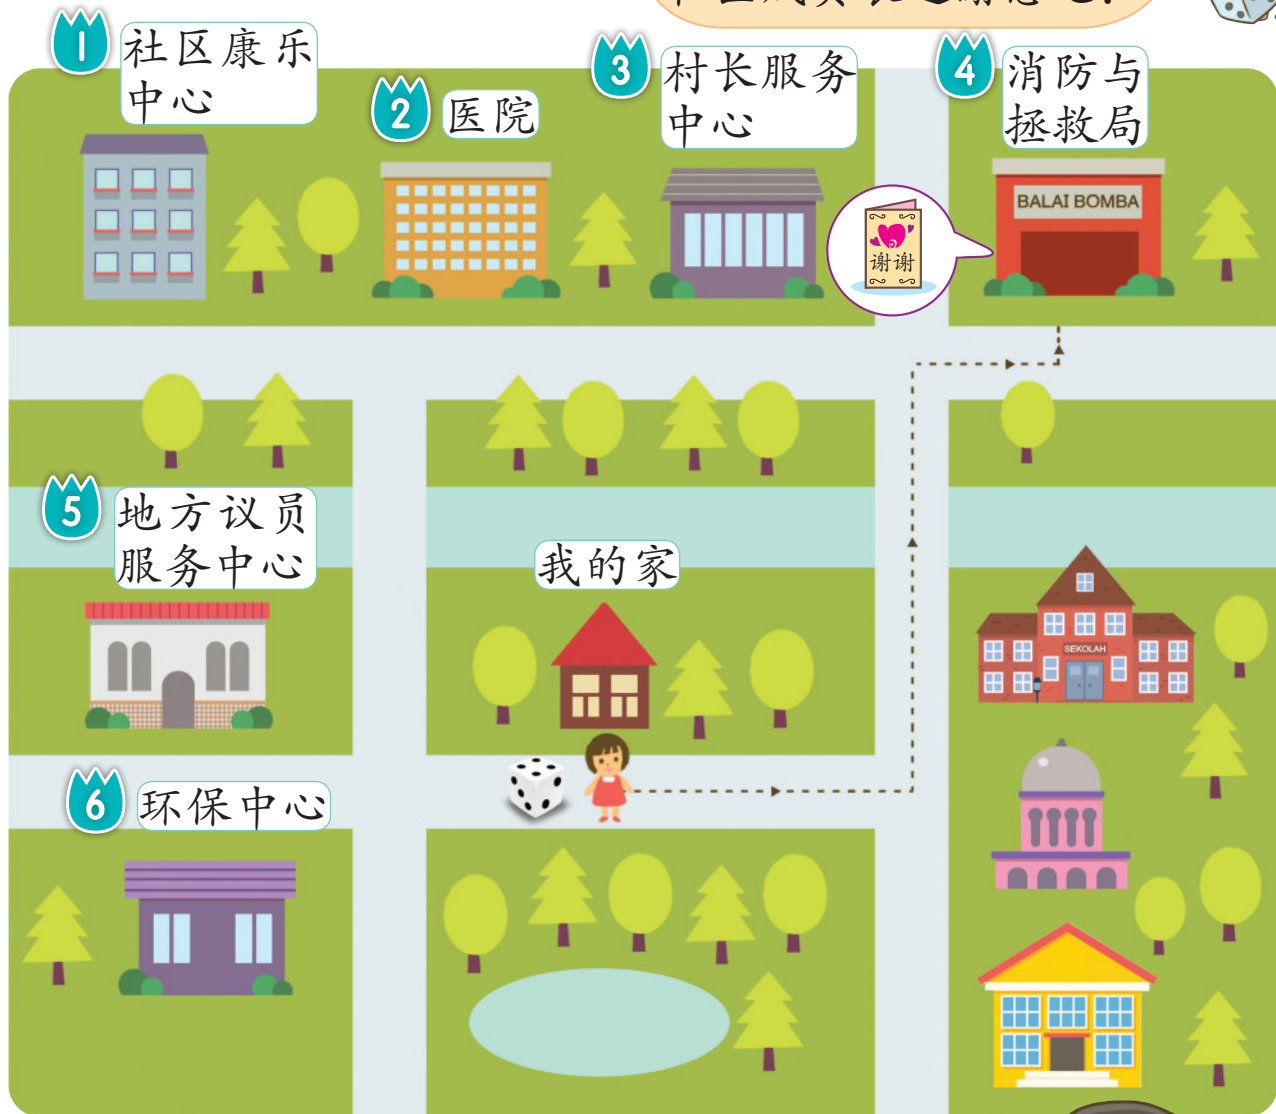 1
社区康乐
中心
2
医院
3
村长服务
中心
4
消防与
拯救局
BALAI BOMBA
谢谢
5
地方议员
服务中心
我的家
SEKOLAH
6
环保中心